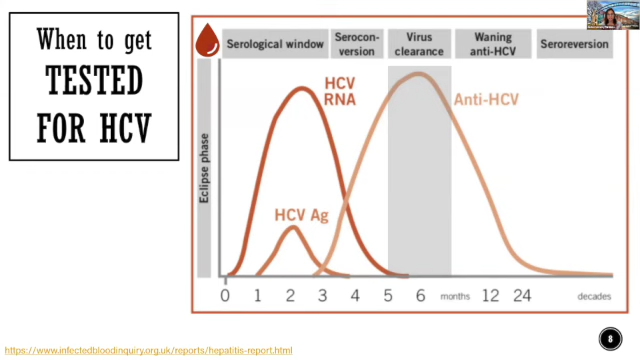 When to get
TESTED
FOR HCV
Serological window
Serocon-
version
Virus
clearance
Waning
anti-HCV
Seroreversion
Eclipse phase
HCV
RNA
Anti-HCV
HCV Ag
0 1 2 3 4 5 6 months 12 24 decades
8
https://www.infectedbloodinquiry.org.uk/reports/hepatitis-report.html